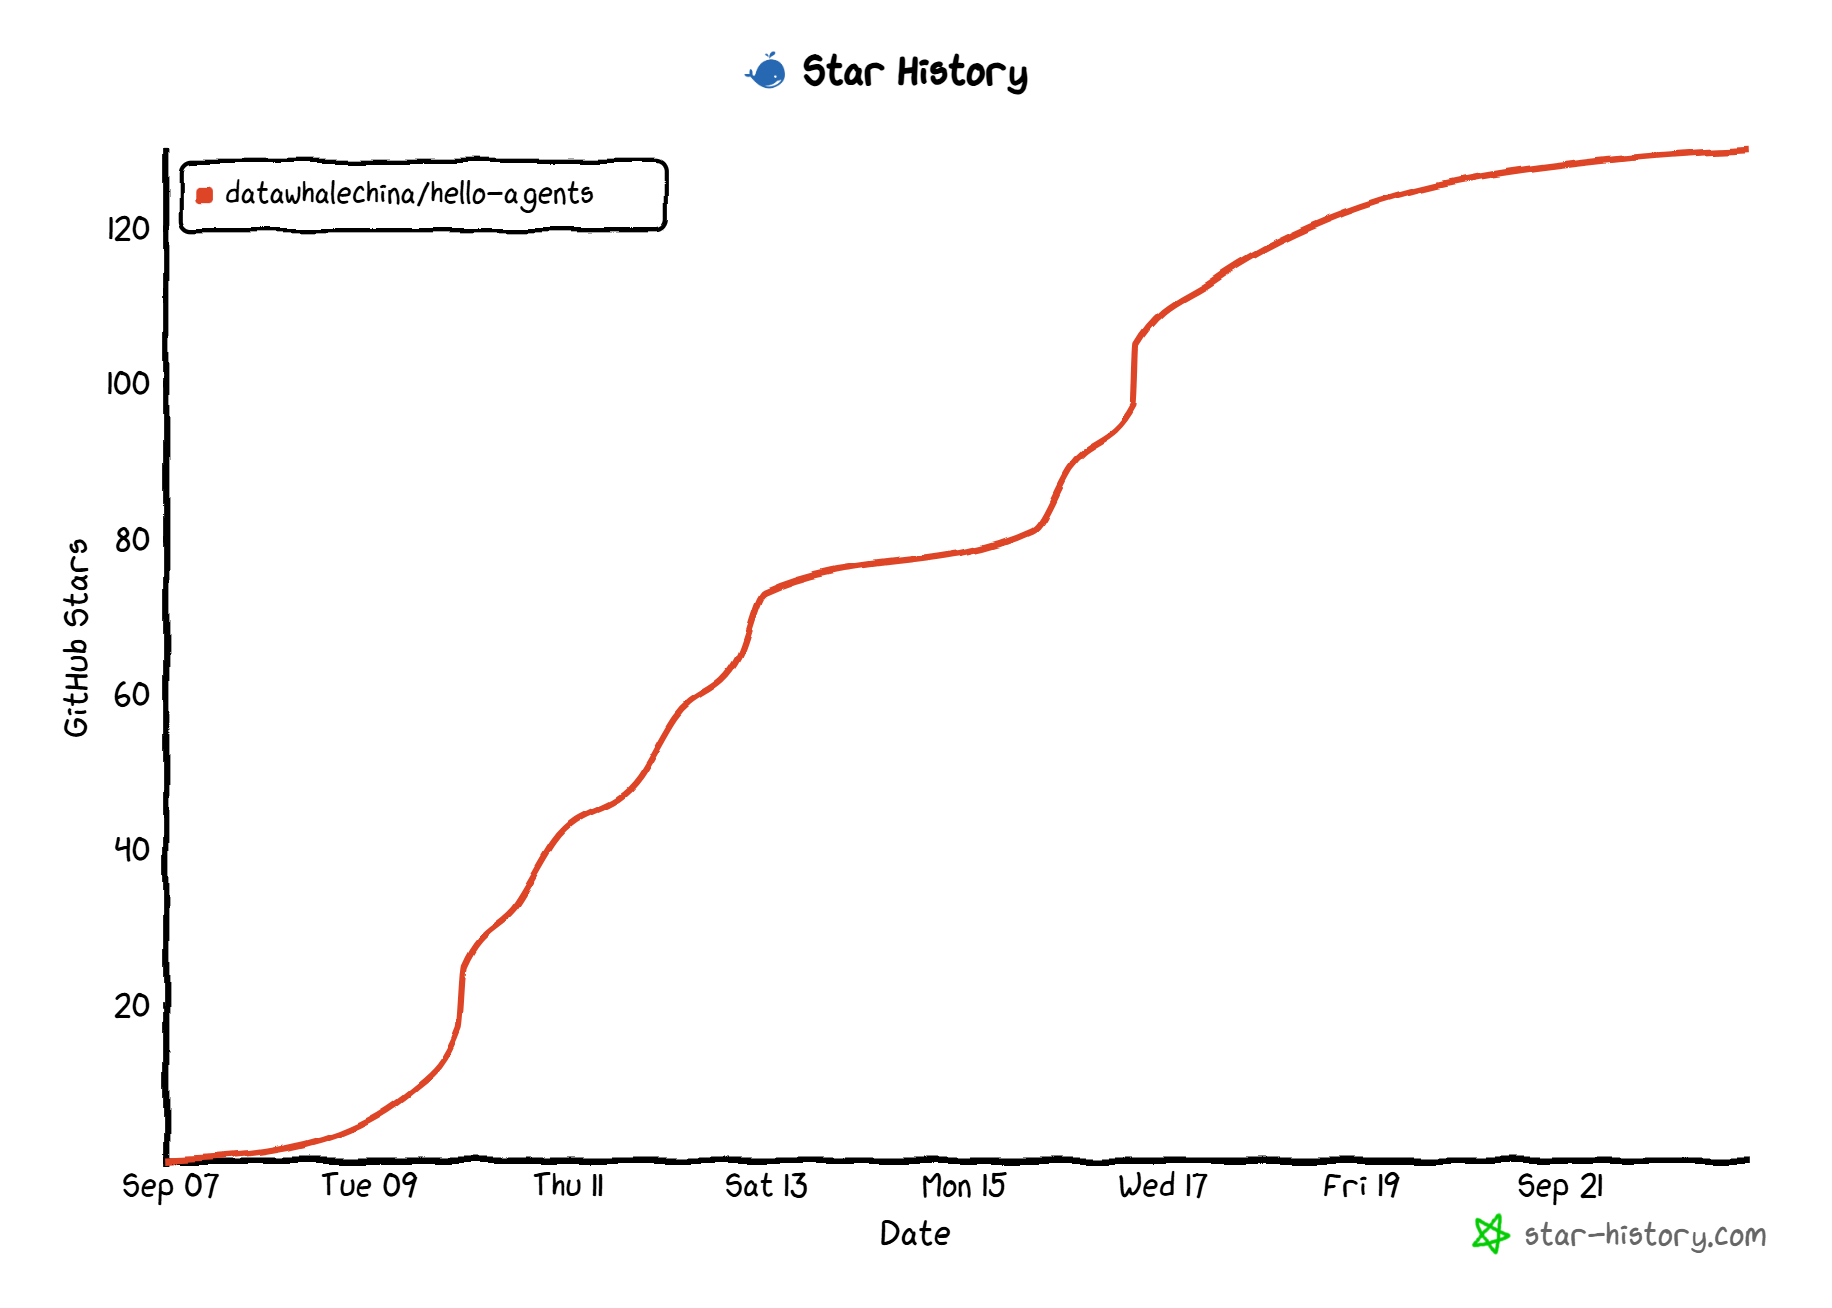 Star History
datawhalechina/hello-agents
120
100
80
60
40
20
GitHub Stars
Sep 07 Tue 09 Thu 11 Sat 13 Mon 15 Wed 17 Fri 19 Sep 21
Date
star-history.com